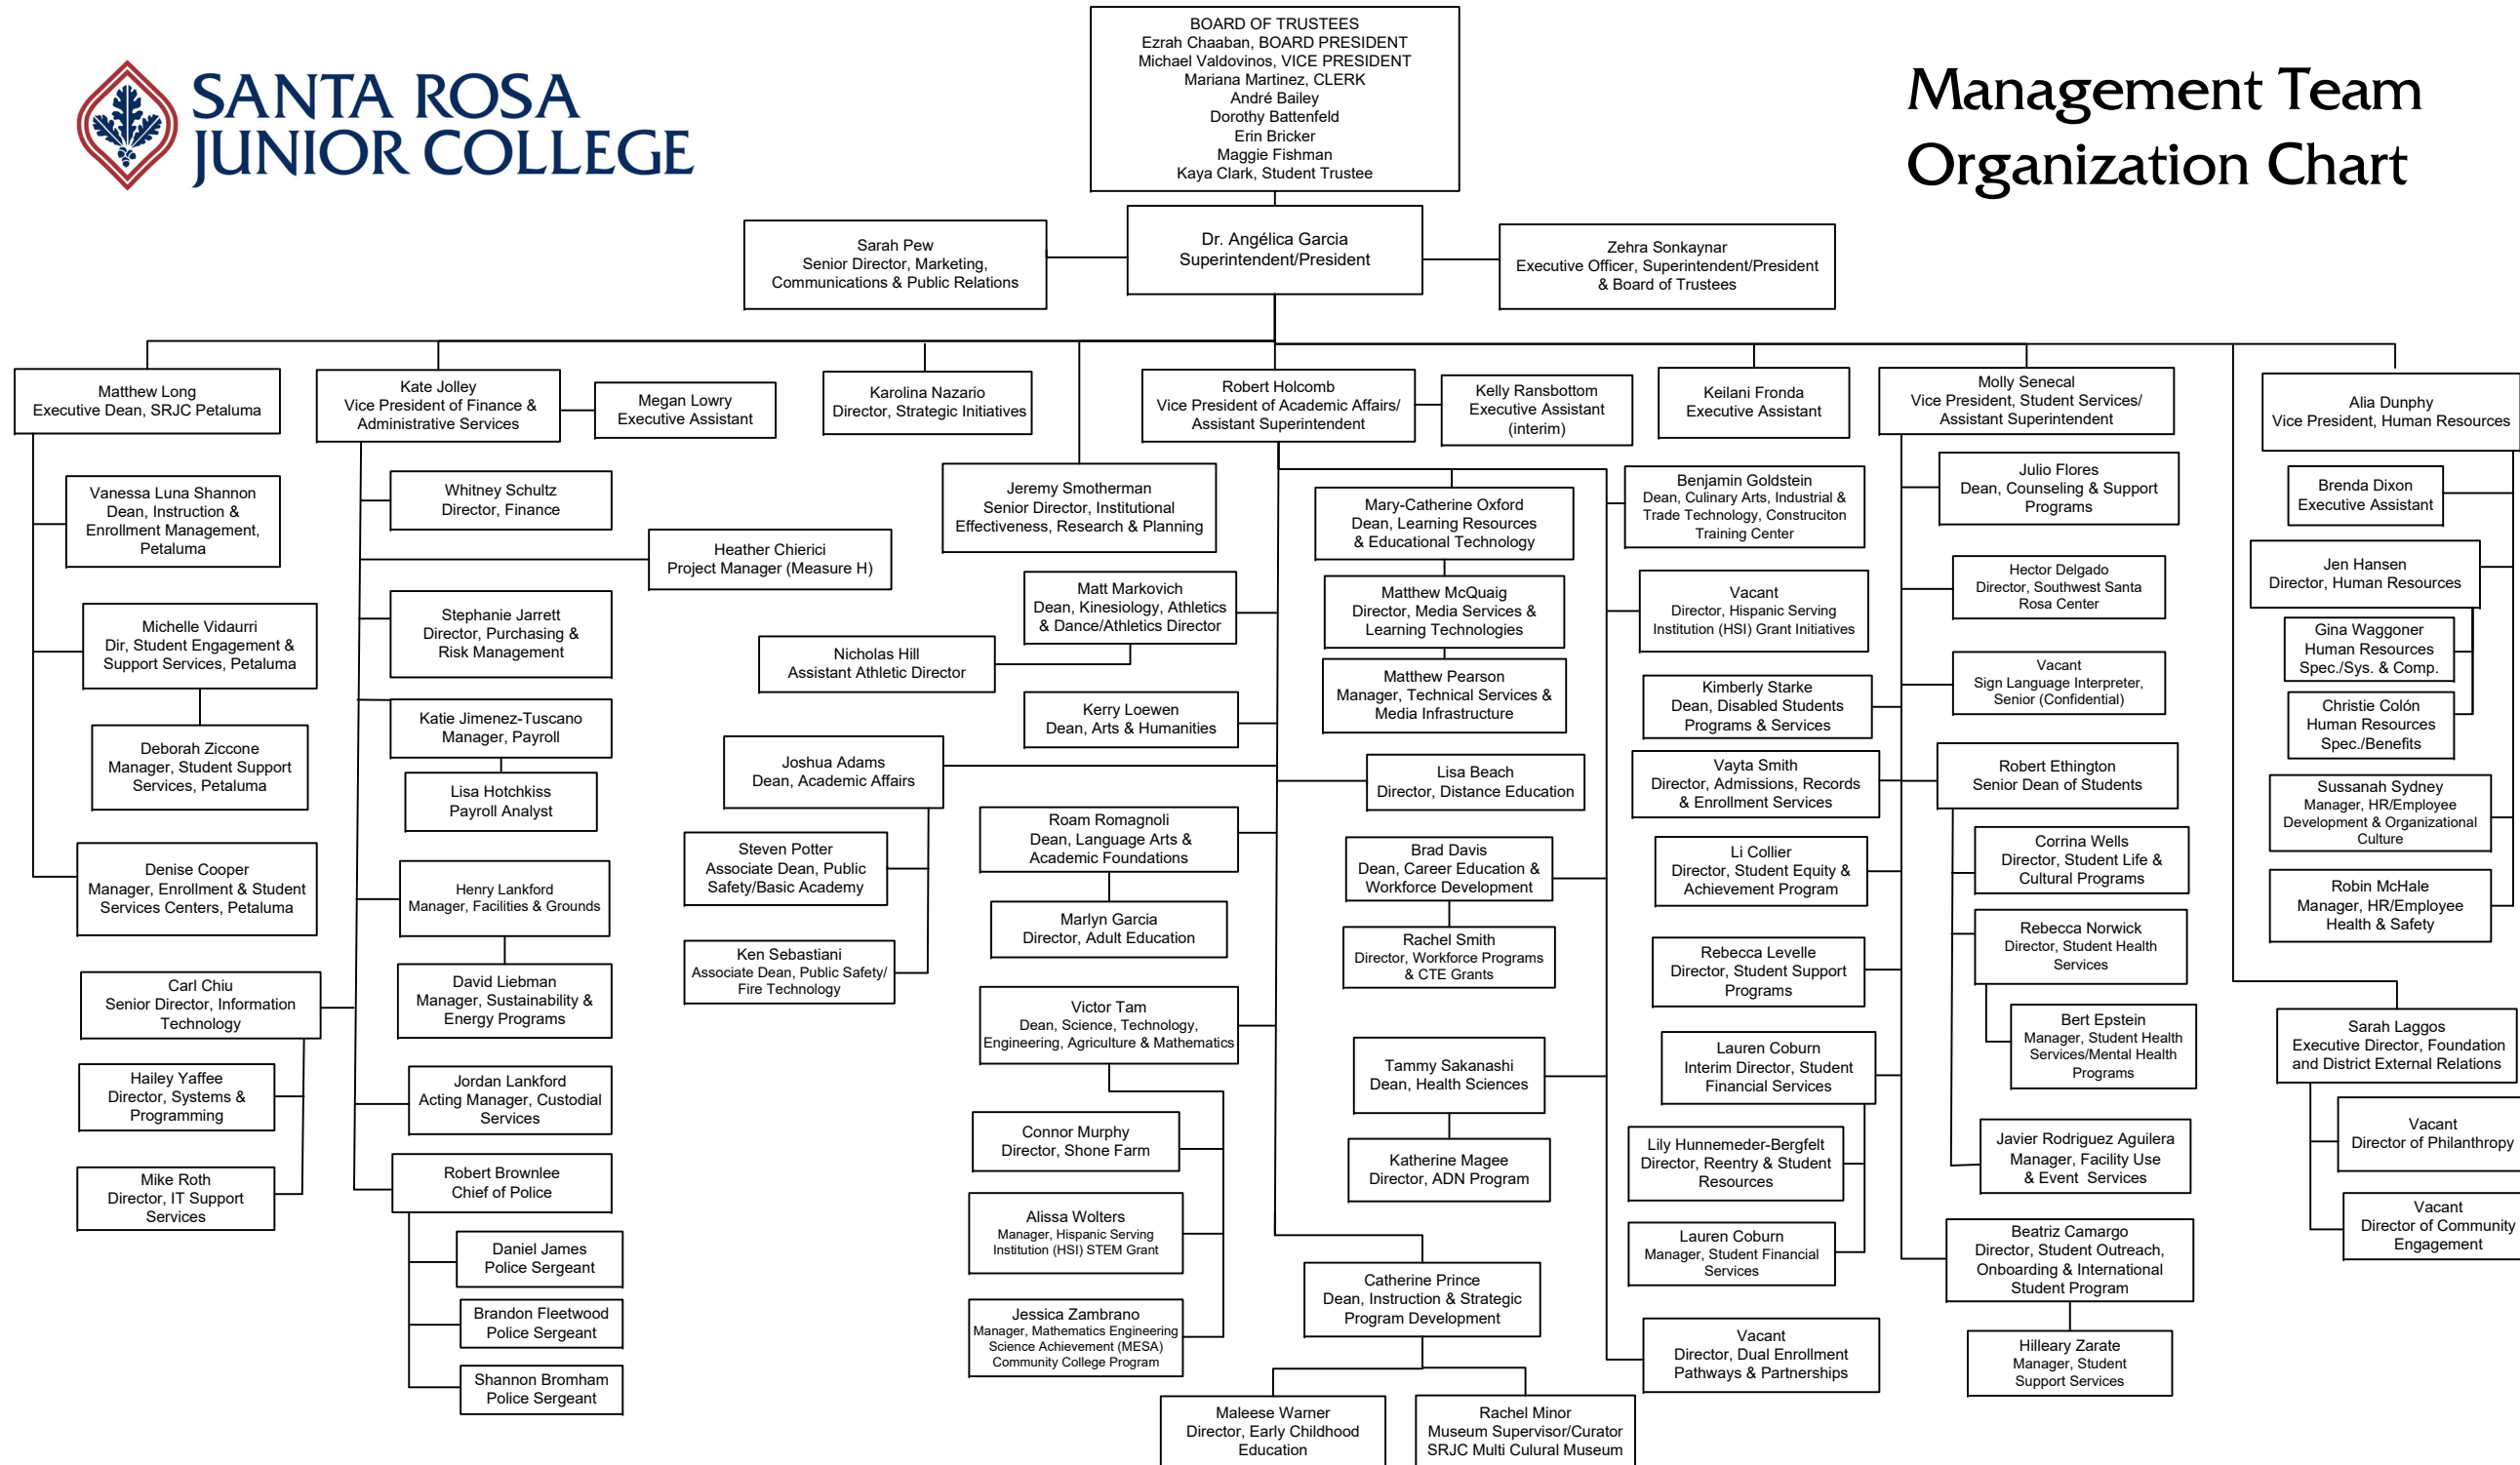 SANTA ROSA
JUNIOR COLLEGE
Management Team
Organization Chart
BOARD OF TRUSTEES
Ezrah Chaaban, BOARD PRESIDENT
Michael Valdovinos, VICE PRESIDENT
Mariana Martinez, CLERK
André Bailey
Dorothy Battenfeld
Erin Bricker
Maggie Fishman
Kaya Clark, Student Trustee
Sarah Pew
Senior Director, Marketing,
Communications & Public Relations
Dr. Angélica Garcia
Superintendent/President
Zehra Sonkaynar
Executive Officer, Superintendent/President
& Board of Trustees
Matthew Long
Executive Dean, SRJC Petaluma
Vanessa Luna Shannon
Dean, Instruction &
Enrollment Management,
Petaluma
Michelle Vidaurri
Dir, Student Engagement &
Support Services, Petaluma
Deborah Ziccone
Manager, Student Support
Services, Petaluma
Denise Cooper
Manager, Enrollment & Student
Services Centers, Petaluma
Kate Jolley
Vice President of Finance &
Administrative Services
Megan Lowry
Executive Assistant
Whitney Schultz
Director, Finance
Heather Chierici
Project Manager (Measure H)
Stephanie Jarrett
Director, Purchasing &
Risk Management
Katie Jimenez-Tuscano
Manager, Payroll
Lisa Hotchkiss
Payroll Analyst
Henry Lankford
Manager, Facilities & Grounds
David Liebman
Manager, Sustainability &
Energy Programs
Carl Chiu
Senior Director, Information
Technology
Hailey Yaffee
Director, Systems &
Programming
Mike Roth
Director, IT Support
Services
Jordan Lankford
Acting Manager, Custodial
Services
Robert Brownlee
Chief of Police
Daniel James
Police Sergeant
Brandon Fleetwood
Police Sergeant
Shannon Bromham
Police Sergeant
Karolina Nazario
Director, Strategic Initiatives
Jeremy Smotherman
Senior Director, Institutional
Effectiveness, Research & Planning
Robert Holcomb
Vice President of Academic Affairs/
Assistant Superintendent
Kelly Ransbottom
Executive Assistant
(interim)
Matt Markovich
Dean, Kinesiology, Athletics
& Dance/Athletics Director
Nicholas Hill
Assistant Athletic Director
Kerry Loewen
Dean, Arts & Humanities
Joshua Adams
Dean, Academic Affairs
Steven Potter
Associate Dean, Public
Safety/Basic Academy
Ken Sebastiani
Associate Dean, Public Safety/
Fire Technology
Roam Romagnoli
Dean, Language Arts &
Academic Foundations
Marlyn Garcia
Director, Adult Education
Victor Tam
Dean, Science, Technology,
Engineering, Agriculture & Mathematics
Connor Murphy
Director, Shone Farm
Alissa Wolters
Manager, Hispanic Serving
Institution (HSI) STEM Grant
Jessica Zambrano
Manager, Mathematics Engineering
Science Achievement (MESA)
Community College Program
Mary-Catherine Oxford
Dean, Learning Resources
& Educational Technology
Matthew McQuaig
Director, Media Services &
Learning Technologies
Matthew Pearson
Manager, Technical Services &
Media Infrastructure
Lisa Beach
Director, Distance Education
Brad Davis
Dean, Career Education &
Workforce Development
Rachel Smith
Director, Workforce Programs
& CTE Grants
Tammy Sakanashi
Dean, Health Sciences
Katherine Magee
Director, ADN Program
Catherine Prince
Dean, Instruction & Strategic
Program Development
Maleese Warner
Director, Early Childhood
Education
Rachel Minor
Museum Supervisor/Curator
SRJC Multi Culural Museum
Benjamin Goldstein
Dean, Culinary Arts, Industrial &
Trade Technology, Construciton
Training Center
Vacant
Director, Hispanic Serving
Institution (HSI) Grant Initiatives
Vacant
Director, Dual Enrollment
Pathways & Partnerships
Keilani Fronda
Executive Assistant
Molly Senecal
Vice President, Student Services/
Assistant Superintendent
Julio Flores
Dean, Counseling & Support
Programs
Hector Delgado
Director, Southwest Santa
Rosa Center
Vacant
Sign Language Interpreter,
Senior (Confidential)
Kimberly Starke
Dean, Disabled Students
Programs & Services
Vayta Smith
Director, Admissions, Records
& Enrollment Services
Robert Ethington
Senior Dean of Students
Corrina Wells
Director, Student Life &
Cultural Programs
Rebecca Norwick
Director, Student Health
Services
Bert Epstein
Manager, Student Health
Services/Mental Health
Programs
Javier Rodriguez Aguilera
Manager, Facility Use
& Event Services
Li Collier
Director, Student Equity &
Achievement Program
Rebecca Levelle
Director, Student Support
Programs
Lauren Coburn
Interim Director, Student
Financial Services
Lily Hunnemeder-Bergfelt
Director, Reentry & Student
Resources
Lauren Coburn
Manager, Student Financial
Services
Beatriz Camargo
Director, Student Outreach,
Onboarding & International
Student Program
Hilleary Zarate
Manager, Student
Support Services
Alia Dunphy
Vice President, Human Resources
Brenda Dixon
Executive Assistant
Jen Hansen
Director, Human Resources
Gina Waggoner
Human Resources
Spec./Sys. & Comp.
Christie Colón
Human Resources
Spec./Benefits
Sussanah Sydney
Manager, HR/Employee
Development & Organizational
Culture
Robin McHale
Manager, HR/Employee
Health & Safety
Sarah Laggos
Executive Director, Foundation
and District External Relations
Vacant
Director of Philanthropy
Vacant
Director of Community
Engagement